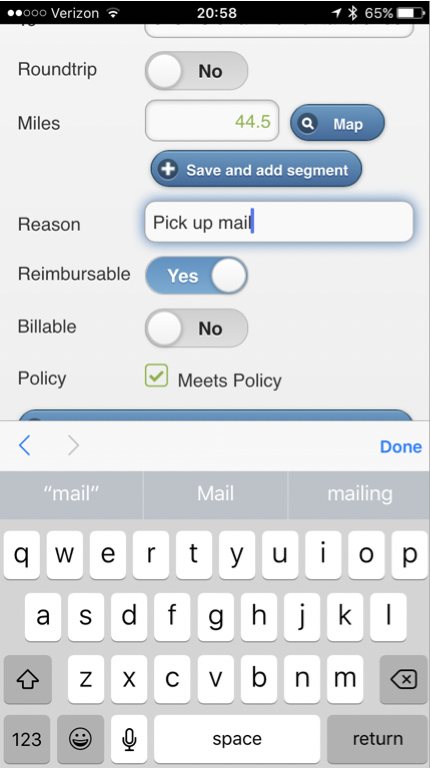 Verizon 20:58 65%
Roundtrip No
Miles 44.5 Map
Save and add segment
Reason Pick up mail
Reimbursable Yes
Billable No
Policy Meets Policy
Done
“mail” Mail mailing
q w e r t y u i o p
a s d f g h j k l
z x c v b n m
123 space return